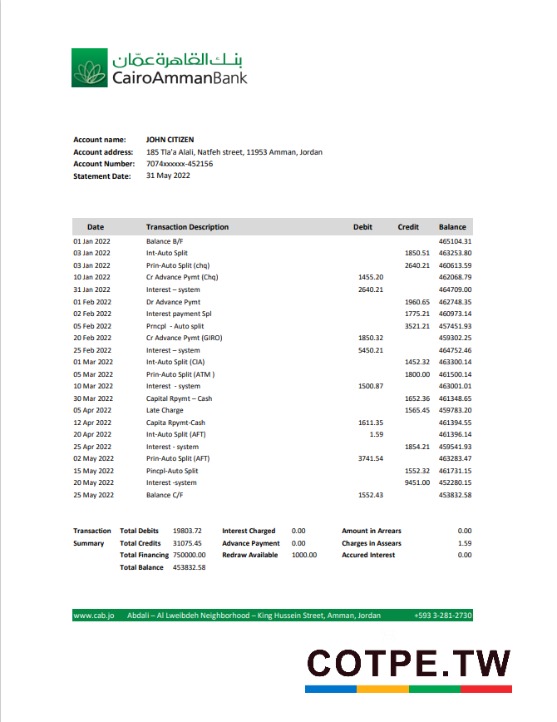 بنك القاهرة عمّان
CairoAmmanBank
Account name: JOHN CITIZEN
Account address: 185 Tla'a Alali, Natfeh street, 11953 Amman, Jordan
Account Number: 7074xxxxxx-452156
Statement Date: 31 May 2022
Date Transaction Description Debit Credit Balance
01 Jan 2022 Balance B/F 465104.31
03 Jan 2022 Int-Auto Split 1850.51 463253.80
03 Jan 2022 Prin-Auto Split (chq) 2640.21 460613.59
10 Jan 2022 Cr Advance Pymt (Chq) 1455.20 462068.79
31 Jan 2022 Interest – system 2640.21 464709.00
01 Feb 2022 Dr Advance Pymt 1960.65 462748.35
02 Feb 2022 Interest payment Spl 1775.21 460973.14
05 Feb 2022 Prncpl - Auto split 3521.21 457451.93
20 Feb 2022 Cr Advance Pymt (GIRO) 1850.32 459302.25
25 Feb 2022 Interest – system 5450.21 464752.46
01 Mar 2022 Int-Auto Split (CIA) 1452.32 463300.14
05 Mar 2022 Prin-Auto Split (ATM ) 1800.00 461500.14
10 Mar 2022 Interest - system 1500.87 463001.01
30 Mar 2022 Capital Rpymt – Cash 1652.36 461348.65
05 Apr 2022 Late Charge 1565.45 459783.20
12 Apr 2022 Capita Rpymt-Cash 1611.35 461394.55
20 Apr 2022 Int-Auto Split (AFT) 1.59 461396.14
25 Apr 2022 Interest - system 1854.21 459541.93
02 May 2022 Prin-Auto Split (AFT) 3741.54 463283.47
15 May 2022 Pincpl-Auto Split 1552.32 461731.15
20 May 2022 Interest -system 9451.00 452280.15
25 May 2022 Balance C/F 1552.43 453832.58
Transaction Total Debits 19803.72 Interest Charged 0.00 Amount in Arrears 0.00
Summary Total Credits 31075.45 Advance Payment 0.00 Charges in Assears 1.59
Total Financing 750000.00 Redraw Available 1000.00 Accured Interest 0.00
Total Balance 453832.58
www.cab.jo Abdali – Al Lweibdeh Neighborhood – King Hussein Street, Amman, Jordan +593 3-281-2730
COTPE.TW